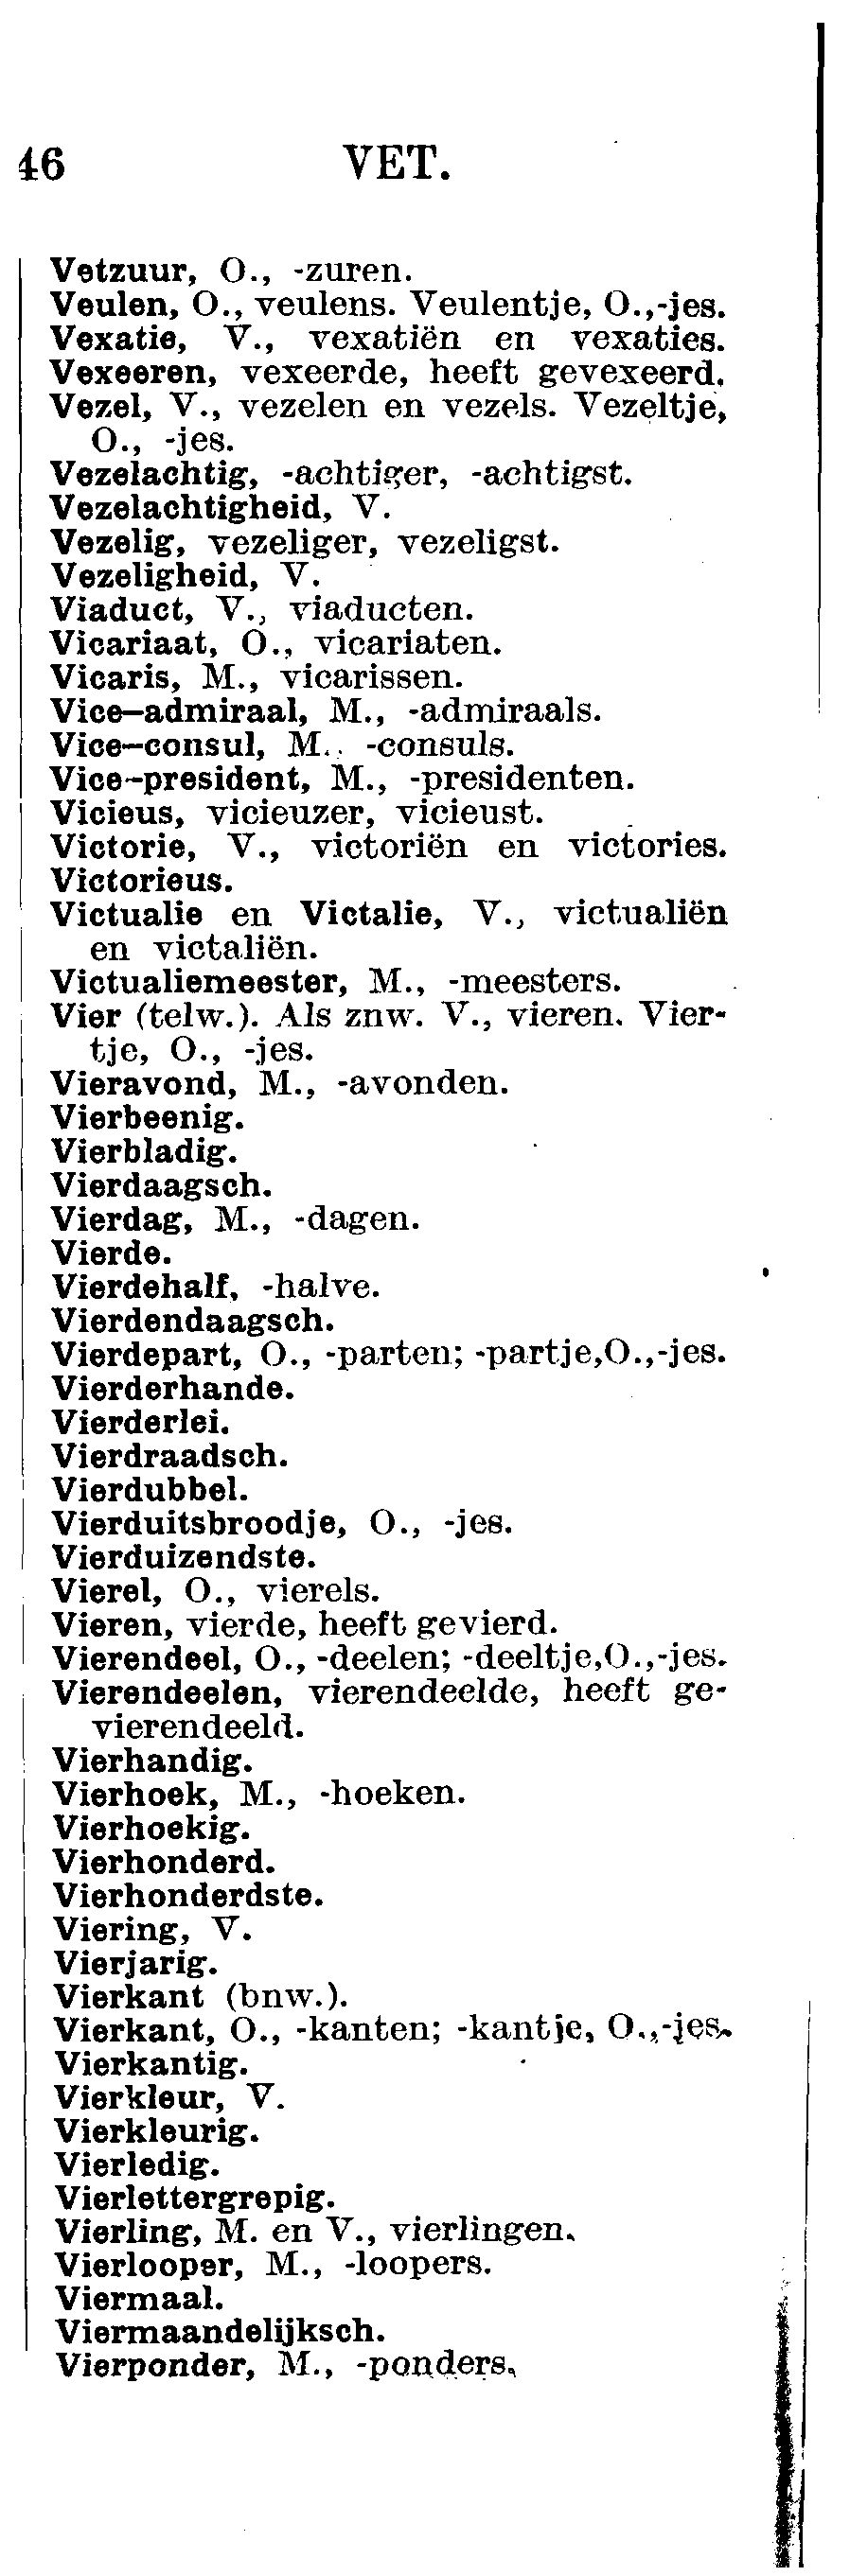 46 VET.
Vetzuur, O., -zuren.
Veulen, O., veulens. Veulentje, O.,-jes.
Vexatie, V., vexatiën en vexaties.
Vexeeren, vexeerde, heeft gevexeerd.
Vezel, V., vezelen en vezels. Vezeltje,
O., -jes.
Vezelachtig, -achtiger, -achtigst.
Vezelachtigheid, V.
Vezelig, vezeliger, vezeligst.
Vezeligheid, V.
Viaduct, V., viaducten.
Vicariaat, O., vicariaten.
Vicaris, M., vicarissen.
Vice-admiraal, M., -admiraals.
Vice-consul, M., -consuls.
Vice-president, M., -presidenten.
Vicieus, vicieuzer, vicieust.
Victorie, V., victoriën en victories.
Victorieus.
Victualie en Victalie, V., victualiën
en victaliën.
Victualiemeester, M., -meesters.
Vier (telw.). Als znw. V., vieren. Vier-
tje, O., -jes.
Vieravond, M., -avonden.
Vierbeenig.
Vierbladig.
Vierdaagsch.
Vierdag, M., -dagen.
Vierde.
Vierdehalf, -halve.
Vierdendaagsch.
Vierdepart, O., -parten; -partje,O.,-jes.
Vierderhande.
Vierderlei.
Vierdraadsch.
Vierdubbel.
Vierduitsbroodje, O., -jes.
Vierduizendste.
Vierel, O., vierels.
Vieren, vierde, heeft gevierd.
Vierendeel, O., -deelen; -deeltje,O.,-jes.
Vierendeelen, vierendeelde, heeft ge-
vierendeeld.
Vierhandig.
Vierhoek, M., -hoeken.
Vierhoekig.
Vierhonderd.
Vierhonderdste.
Viering, V.
Vierjarig.
Vierkant (bnw.).
Vierkant, O., -kanten; -kantje, O.,-jes.
Vierkantig.
Vierkleur, V.
Vierkleurig.
Vierledig.
Vierlettergrepig.
Vierling, M. en V., vierlingen.
Vierlooper, M., -loopers.
Viermaal.
Viermaandelijksch.
Vierponder, M., -ponders.